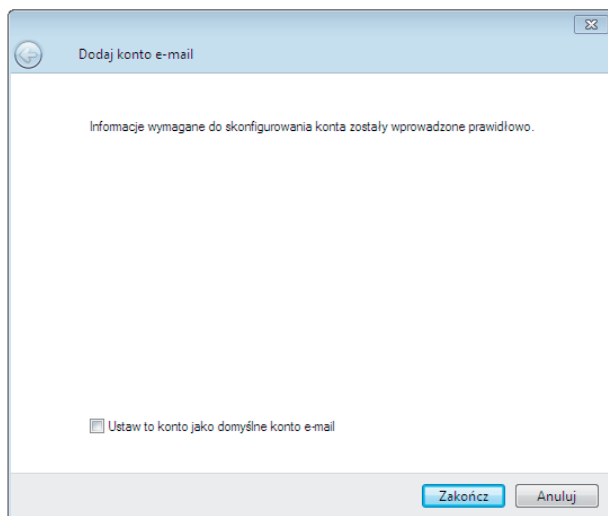 Dodaj konto e-mail
Informacje wymagane do skonfigurowania konta zostały wprowadzone prawidłowo.
Ustaw to konto jako domyślne konto e-mail
Zakończ
Anuluj